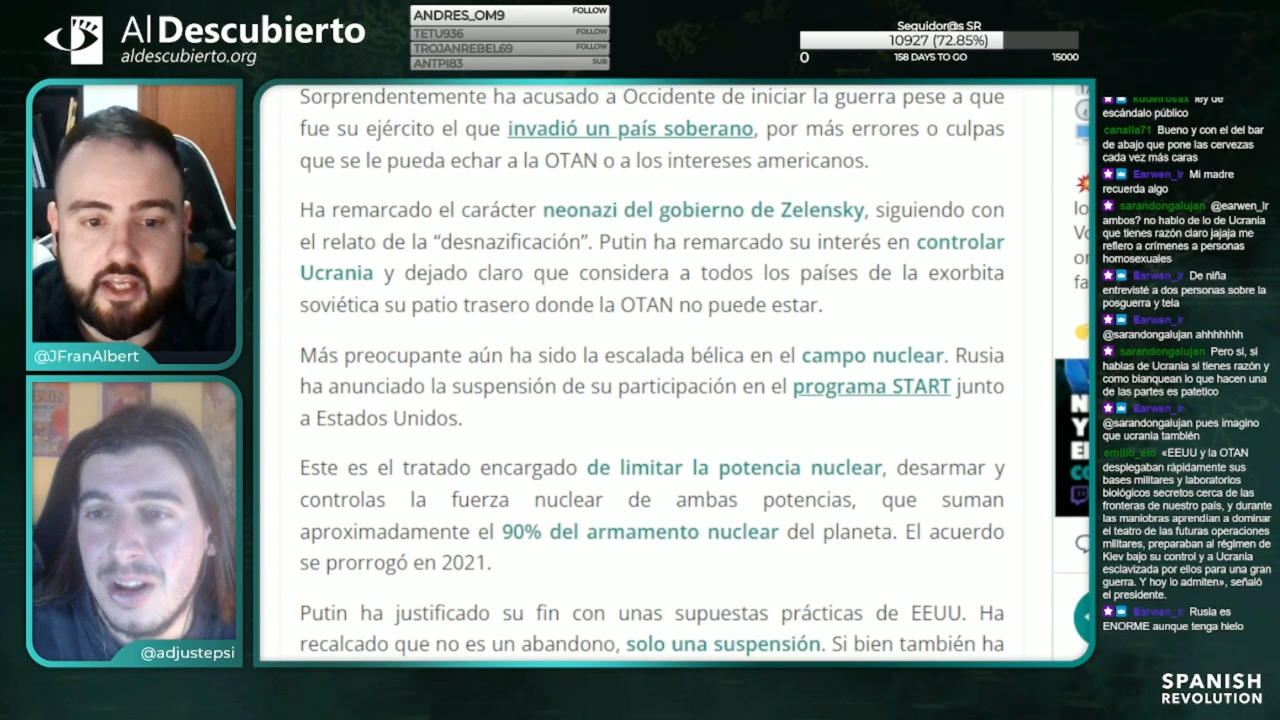 Al Descubierto
aldescubierto.org
ANDRES_OM9 FOLLOW
TETU936 FOLLOW
TROJANREBEL69 FOLLOW
ANTPI83 SUB
Seguidor@s SR
10927 (72.85%)
0 158 DAYS TO GO 15000
@JFranAlbert
@adjustepsi
Sorprendentemente ha acusado a Occidente de iniciar la guerra pese a que
fue su ejército el que invadió un país soberano, por más errores o culpas
que se le pueda echar a la OTAN o a los intereses americanos.
Ha remarcado el carácter neonazi del gobierno de Zelensky, siguiendo con
el relato de la “desnazificación”. Putin ha remarcado su interés en controlar
Ucrania y dejado claro que considera a todos los países de la exorbita
soviética su patio trasero donde la OTAN no puede estar.
Más preocupante aún ha sido la escalada bélica en el campo nuclear. Rusia
ha anunciado la suspensión de su participación en el programa START junto
a Estados Unidos.
Este es el tratado encargado de limitar la potencia nuclear, desarmar y
controlas la fuerza nuclear de ambas potencias, que suman
aproximadamente el 90% del armamento nuclear del planeta. El acuerdo
se prorrogó en 2021.
Putin ha justificado su fin con unas supuestas prácticas de EEUU. Ha
recalcado que no es un abandono, solo una suspensión. Si bien también ha
ley de
escándalo público
canalla71 Bueno y con el del bar
de abajo que pone las cervezas
cada vez más caras
Earwen_Ir Mi madre
recuerda algo
sarandongalujan @earwen_Ir
ambos? no hablo de lo de Ucrania
que tienes razón claro jajaja me
refiero a crímenes a personas
homosexuales
Earwen_Ir De niña
entrevisté a dos personas sobre la
posguerra y tela
Earwen_Ir
@sarandongalujan ahhhhhhh
sarandongalujan Pero si, si
hablas de Ucrania si tienes razón y
como blanquean lo que hacen una
de las partes es patetico
Earwen_Ir
@sarandongalujan pues imagino
que ucrania también
emilio_elo «EEUU y la OTAN
desplegaban rápidamente sus
bases militares y laboratorios
biológicos secretos cerca de las
fronteras de nuestro país, y durante
las maniobras aprendían a dominar
el teatro de las futuras operaciones
militares, preparaban al régimen de
Kiev bajo su control y a Ucrania
esclavizada por ellos para una gran
guerra. Y hoy lo admiten», señaló
el presidente.
Earwen_Ir Rusia es
ENORME aunque tenga hielo
SPANISH
REVOLUTION